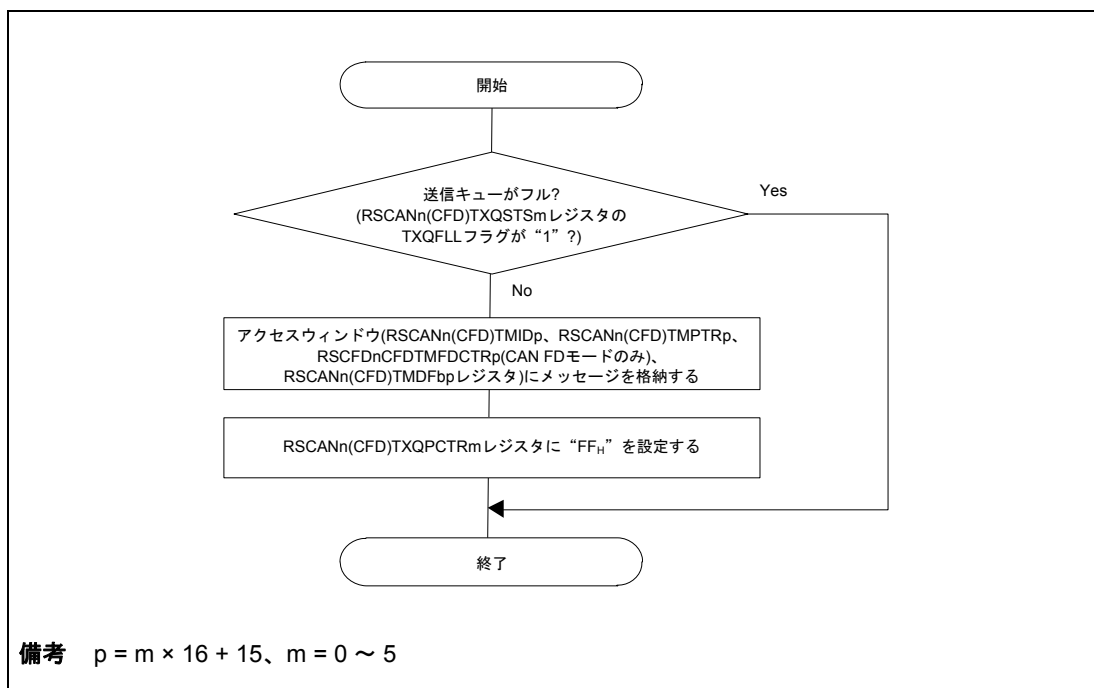 開始
送信キューがフル?
(RSCANn(CFD)TXQSTSmレジスタの
TXQFLLフラグが“1”?)
Yes
No
アクセスウィンドウ(RSCANn(CFD)TMIDp、RSCANn(CFD)TMPTRp、
RSCFDnCFDTMFDCTRp(CAN FDモードのみ)、
RSCANn(CFD)TMDFbpレジスタ)にメッセージを格納する
RSCANn(CFD)TXQPCTRmレジスタに“FFH”を設定する
終了
備考 p = m × 16 + 15、m = 0 ～ 5